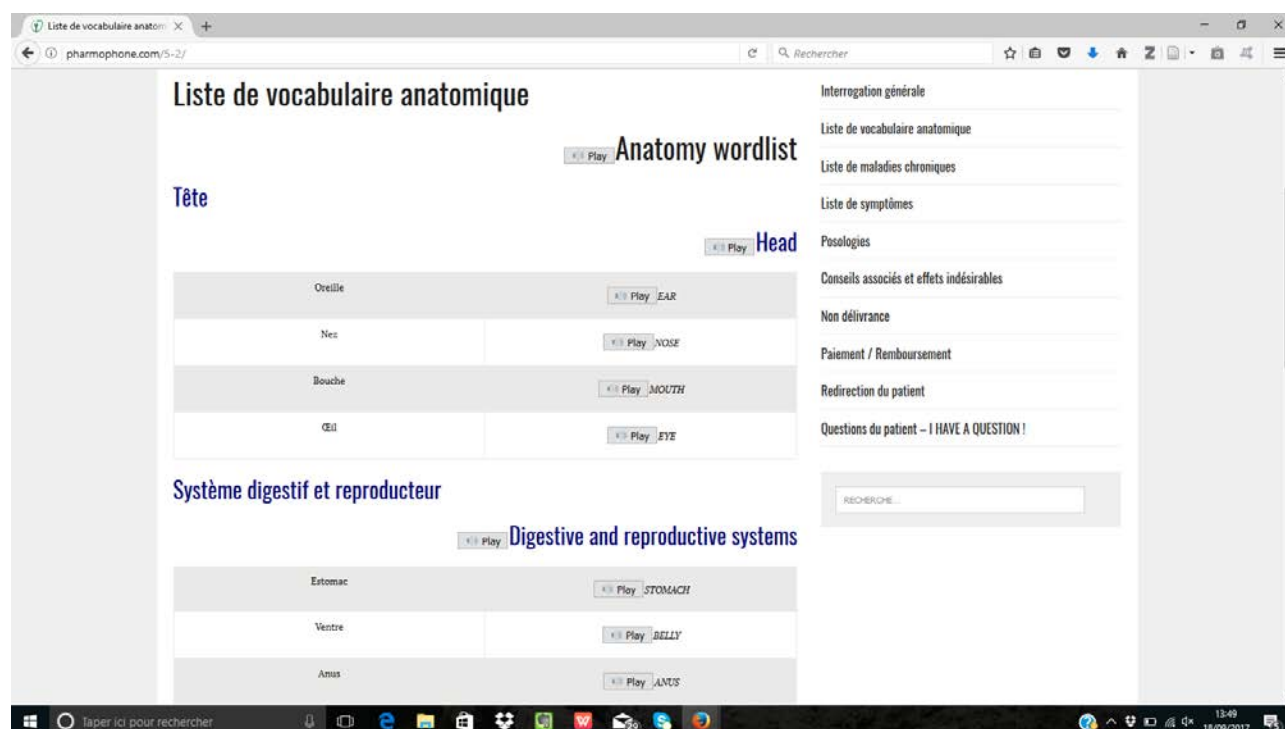 Liste de vocabulaire anatom
pharmophone.com/5-2/
Rechercher
Liste de vocabulaire anatomique
Play Anatomy wordlist
Tête
Play Head
Oreille Play EAR
Nez Play NOSE
Bouche Play MOUTH
Œil Play EYE
Système digestif et reproducteur
Play Digestive and reproductive systems
Estomac Play STOMACH
Ventre Play BELLY
Anus Play ANUS
Interrogation générale
Liste de vocabulaire anatomique
Liste de maladies chroniques
Liste de symptômes
Posologies
Conseils associés et effets indésirables
Non délivrance
Paiement / Remboursement
Redirection du patient
Questions du patient – I HAVE A QUESTION !
RECHERCHE...
Taper ici pour rechercher
13:49
18/09/2017